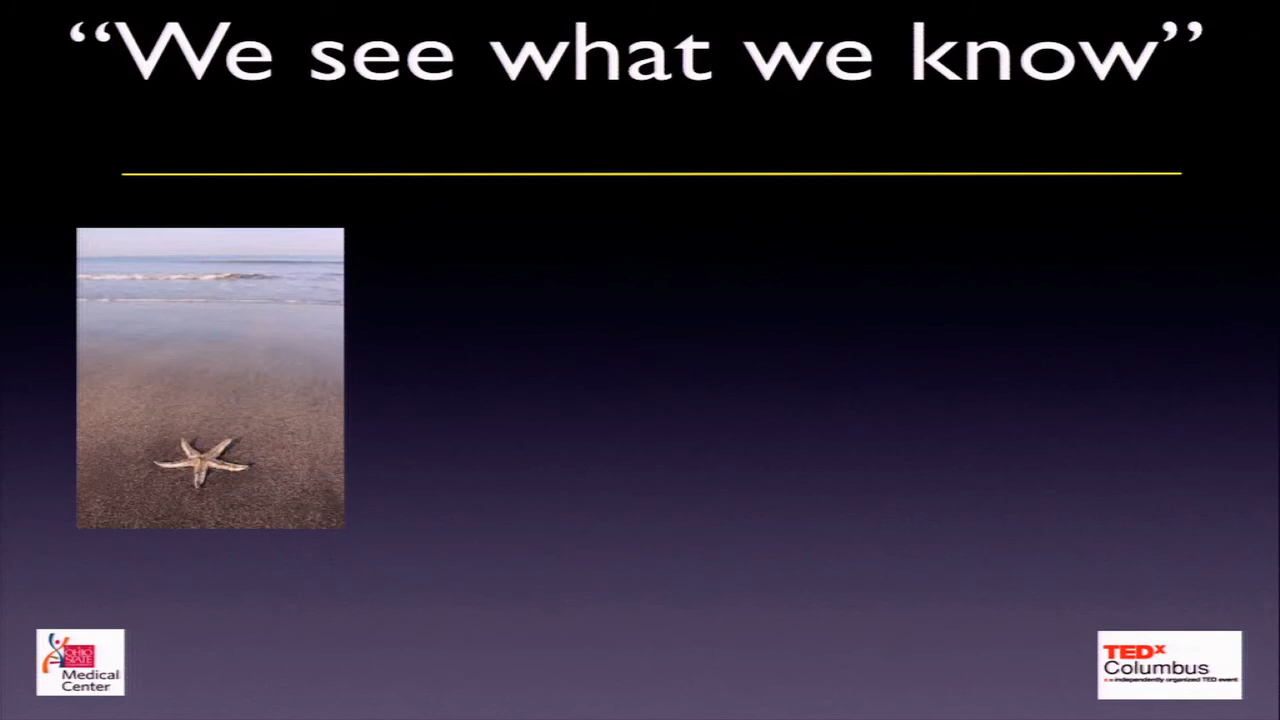 “We see what we know”
OHIO
STATE
Medical
Center
TEDx
Columbus
x = independently organized TED event